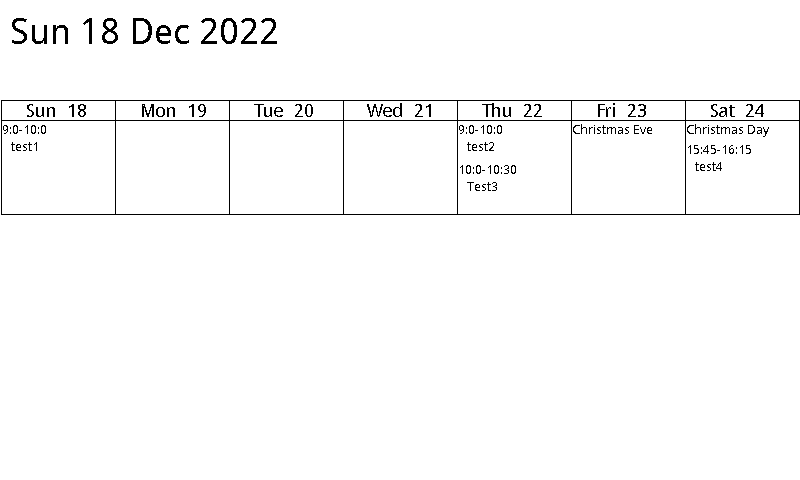 Sun 18 Dec 2022
Sun 18 Mon 19 Tue 20 Wed 21 Thu 22 Fri 23 Sat 24
9:0-10:0
test1
9:0-10:0
test2
10:0-10:30
Test3
Christmas Eve
Christmas Day
15:45-16:15
test4